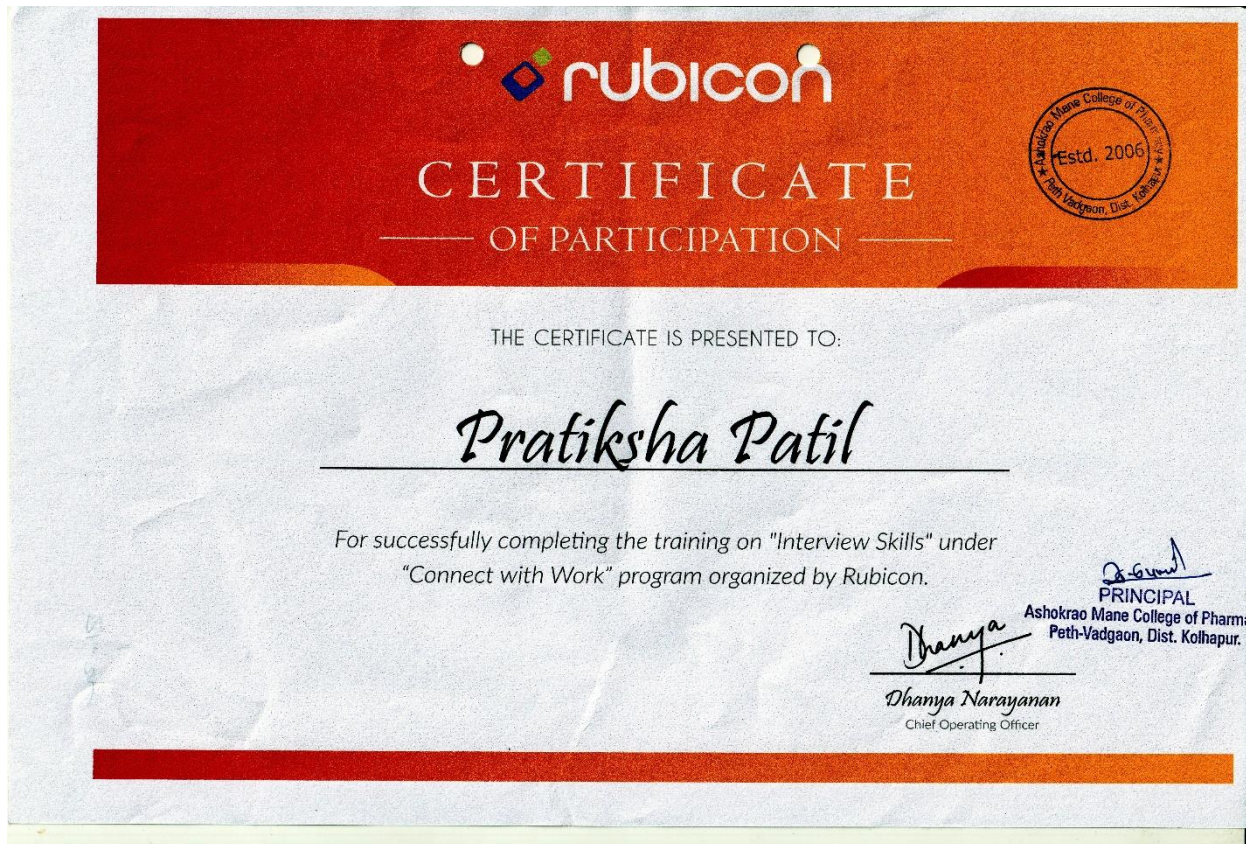 rubicon
CERTIFICATE
OF PARTICIPATION
Ashokrao Mane College of Pharmacy
Estd. 2006
Peth Vadgaon, Dist. Kolhapur
THE CERTIFICATE IS PRESENTED TO:
Pratiksha Patil
For successfully completing the training on "Interview Skills" under
“Connect with Work” program organized by Rubicon.
PRINCIPAL
Ashokrao Mane College of Pharma
Peth-Vadgaon, Dist. Kolhapur.
Dhanya
Dhanya Narayanan
Chief Operating Officer